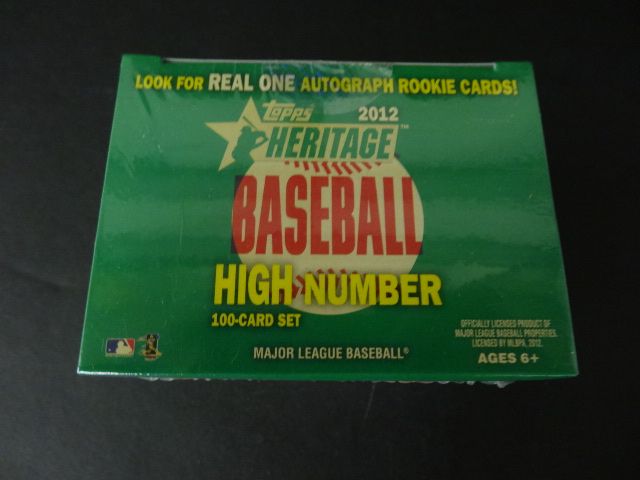 LOOK FOR REAL ONE AUTOGRAPH ROOKIE CARDS!
TOPPS 2012
HERITAGE™
BASEBALL
HIGH NUMBER
100-CARD SET
MAJOR LEAGUE BASEBALL®
OFFICIALLY LICENSED PRODUCT OF
MAJOR LEAGUE BASEBALL PROPERTIES.
LICENSED BY MLBPA, 2012.
AGES 6+